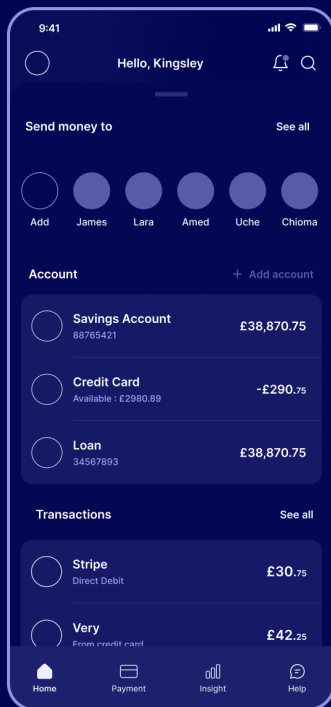 9:41
Hello, Kingsley
Send money to See all
Add James Lara Amed Uche Chioma
Account + Add account
Savings Account £38,870.75
88765421
Credit Card -£290.75
Available : £2980.89
Loan £38,870.75
34567893
Transactions See all
Stripe £30.75
Direct Debit
Very £42.25
From credit card
Home Payment Insight Help